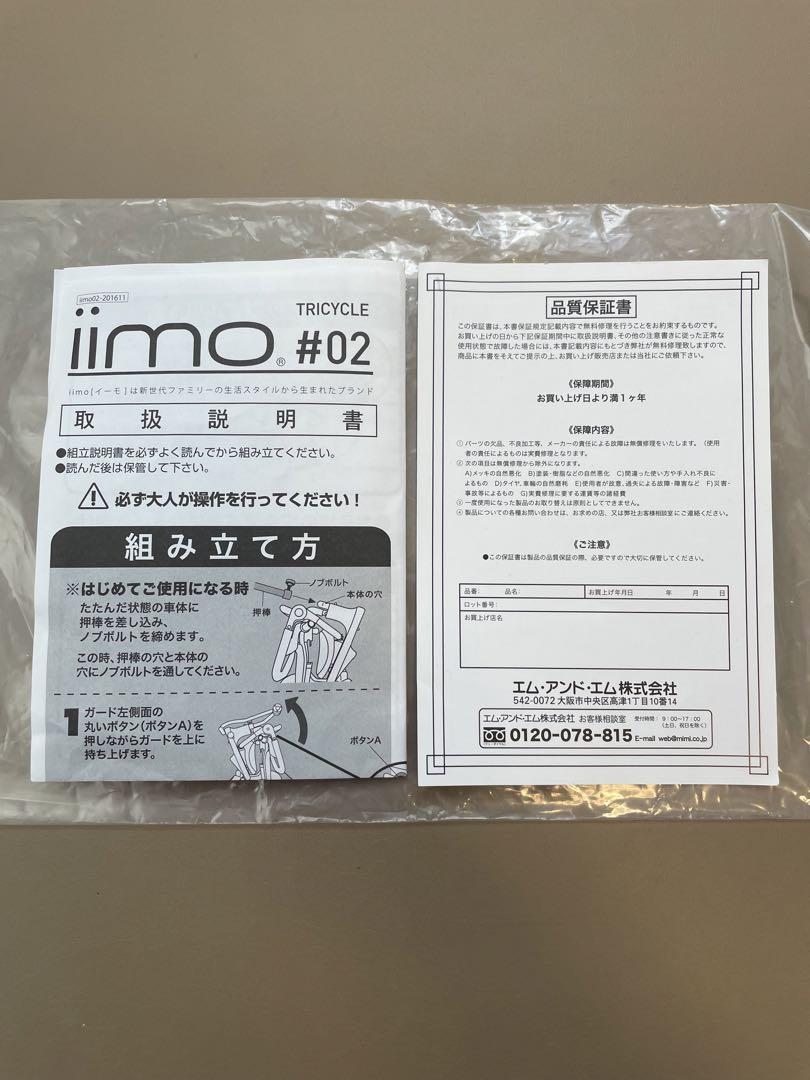 iimo02-201611
TRICYCLE
iimo® #02
iimo[イーモ]は新世代ファミリーの生活スタイルから生まれたブランド
取扱説明書
●組立説明書を必ずよく読んでから組み立てください。
●読んだ後は保管して下さい。
必ず大人が操作を行ってください!
組み立て方
※はじめてご使用になる時
たたんだ状態の車体に
押棒を差し込み、
ノブボルトを締めます。
この時、押棒の穴と本体の
穴にノブボルトを通してください。
ノブボルト
本体の穴
押棒
1 ガード左側面の
丸いボタン(ボタンA)を
押しながらガードを上に
持ち上げます。
ボタンA
品質保証書
この保証書は、本書保証規定記載内容で無料修理を行うことをお約束するものです。
お買い上げの日から下記保証期間中に取扱説明書、その他の注意書きに従った正常な
使用状態で故障した場合には、本書記載内容にもとづき弊社が無料修理致しますので、
商品に本書をそえてご提示の上、お買い上げ販売店または当社にご依頼下さい。
《保障期間》
お買い上げ日より満1ヶ年
《保障内容》
① パーツの欠品、不良加工等、メーカーの責任による故障は無償修理をいたします。(使用
者の責任によるものは実費修理となります。
② 次の項目は無償修理から除外になります。
A)メッキの自然悪化 B)塗装・樹脂などの自然悪化 C)間違った使い方や手入れ不良に
よるもの D)タイヤ、車輪の自然磨耗 E)使用者が故意、過失による故障・障害など F)災害・
事故等によるもの G)実費修理に要する運賃等の諸経費
③ 一度使用になった製品のお取り替えは原則としてできません。
④ 製品についての各種お問い合わせは、お求めの店、又は弊社お客様相談室にご連絡ください。
《ご注意》
●この保証書は製品の品質保証の際、必要ですので大切に保管してください。
品番: 品名: お買上げ年月日 年 月 日
ロット番号:
お買上げ店名
エム・アンド・エム株式会社
542-0072 大阪市中央区高津1丁目10番14
エム・アンド・エム株式会社 お客様相談室 受付時間: 9:00~17:00
(土日、祝日を除く)
0120-078-815 E-mail web@mimi.co.jp